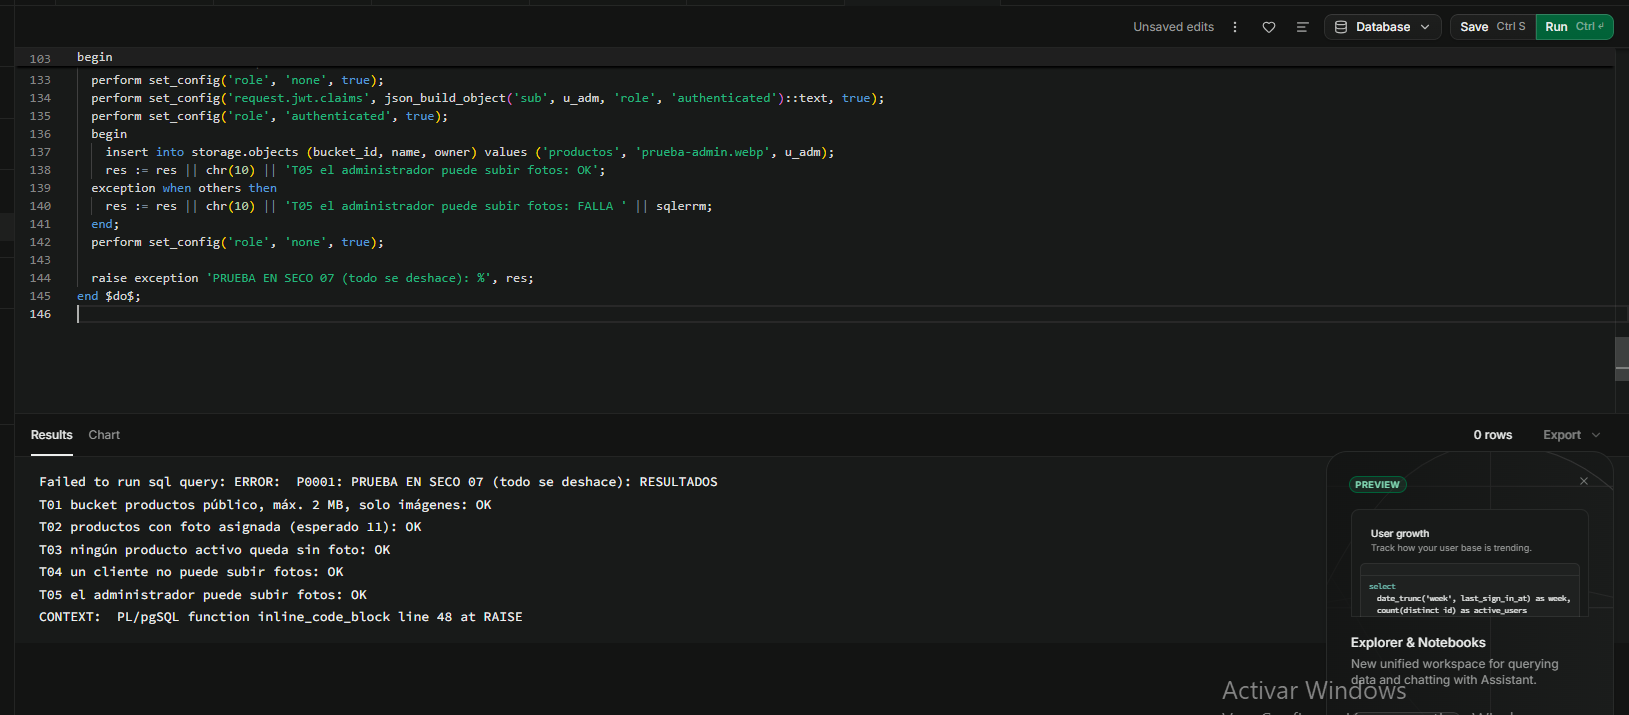 Unsaved edits Database Save Ctrl S Run Ctrl ↵
103 begin
133 perform set_config('role', 'none', true);
134 perform set_config('request.jwt.claims', json_build_object('sub', u_adm, 'role', 'authenticated')::text, true);
135 perform set_config('role', 'authenticated', true);
136 begin
137 insert into storage.objects (bucket_id, name, owner) values ('productos', 'prueba-admin.webp', u_adm);
138 res := res || chr(10) || 'T05 el administrador puede subir fotos: OK';
139 exception when others then
140 res := res || chr(10) || 'T05 el administrador puede subir fotos: FALLA ' || sqlerrm;
141 end;
142 perform set_config('role', 'none', true);
143
144 raise exception 'PRUEBA EN SECO 07 (todo se deshace): %', res;
145 end $do$;
146
Results Chart 0 rows Export
Failed to run sql query: ERROR: P0001: PRUEBA EN SECO 07 (todo se deshace): RESULTADOS
T01 bucket productos público, máx. 2 MB, solo imágenes: OK
T02 productos con foto asignada (esperado 11): OK
T03 ningún producto activo queda sin foto: OK
T04 un cliente no puede subir fotos: OK
T05 el administrador puede subir fotos: OK
CONTEXT: PL/pgSQL function inline_code_block line 48 at RAISE
PREVIEW
User growth
Track how your user base is trending.
select
date_trunc('week', last_sign_in_at) as week,
count(distinct id) as active_users
Explorer & Notebooks
New unified workspace for querying
data and chatting with Assistant.
Activar Windows